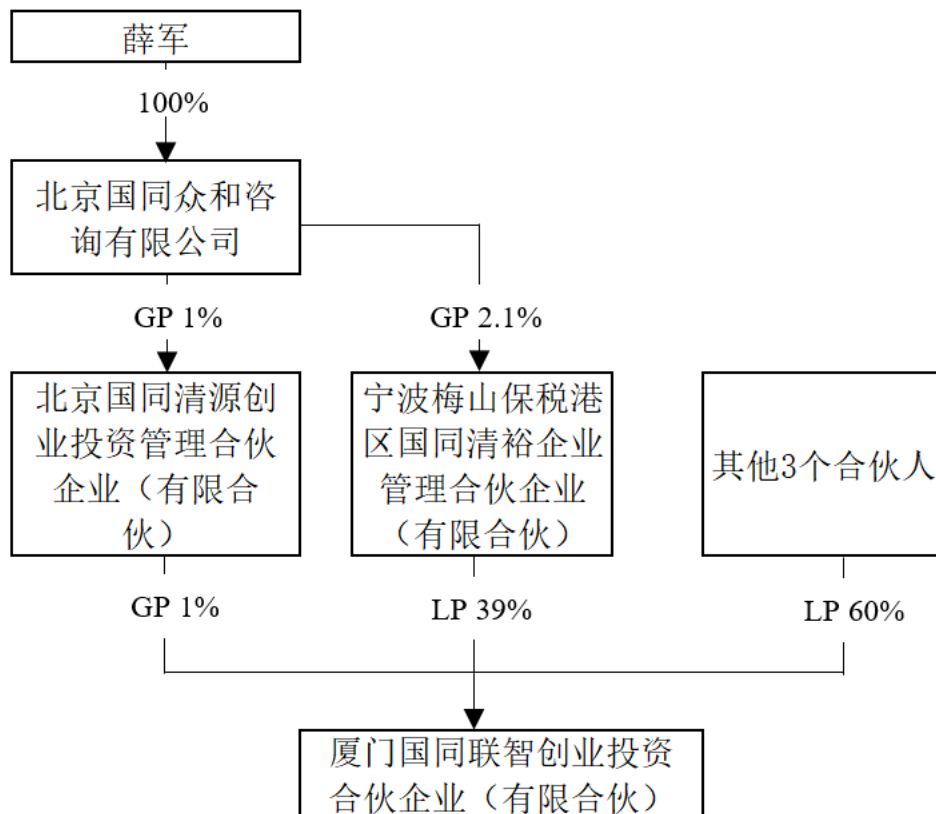 薛军
100%
北京国同众和咨
询有限公司
GP 1%
GP 2.1%
北京国同清源创
业投资管理合伙
企业（有限合
伙）
宁波梅山保税港
区国同清裕企业
管理合伙企业
（有限合伙）
其他3个合伙人
GP 1%
LP 39%
LP 60%
厦门国同联智创业投资
合伙企业（有限合伙）